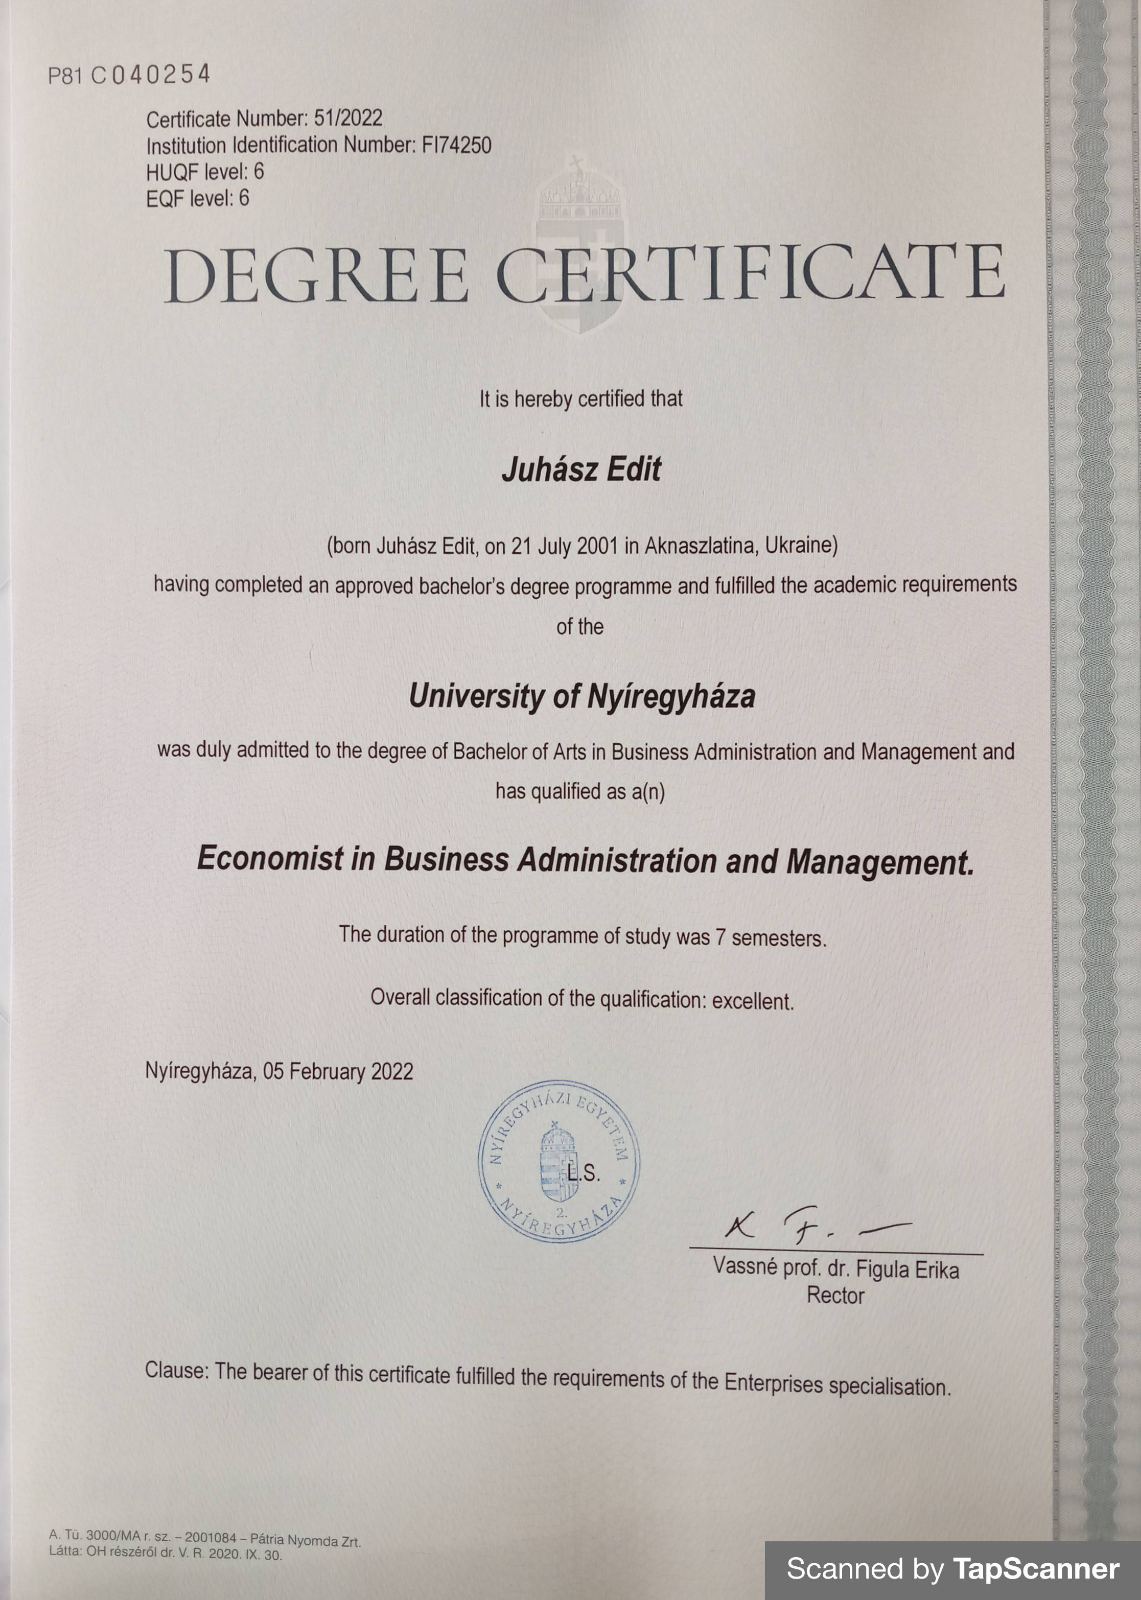 P81 C040254
Certificate Number: 51/2022
Institution Identification Number: FI74250
HUQF level: 6
EQF level: 6
DEGREE CERTIFICATE
It is hereby certified that
Juhász Edit
(born Juhász Edit, on 21 July 2001 in Aknaszlatina, Ukraine)
having completed an approved bachelor's degree programme and fulfilled the academic requirements
of the
University of Nyíregyháza
was duly admitted to the degree of Bachelor of Arts in Business Administration and Management and
has qualified as a(n)
Economist in Business Administration and Management.
The duration of the programme of study was 7 semesters.
Overall classification of the qualification: excellent.
Nyíregyháza, 05 February 2022
NYÍREGYHÁZI EGYETEM
L.S.
2.
* NYÍREGYHÁZA *
Vassné prof. dr. Figula Erika
Rector
Clause: The bearer of this certificate fulfilled the requirements of the Enterprises specialisation.
A. Tü. 3000/MA r. sz. – 2001084 – Pátria Nyomda Zrt.
Látta: OH részéről dr. V. R. 2020. IX. 30.
Scanned by TapScanner